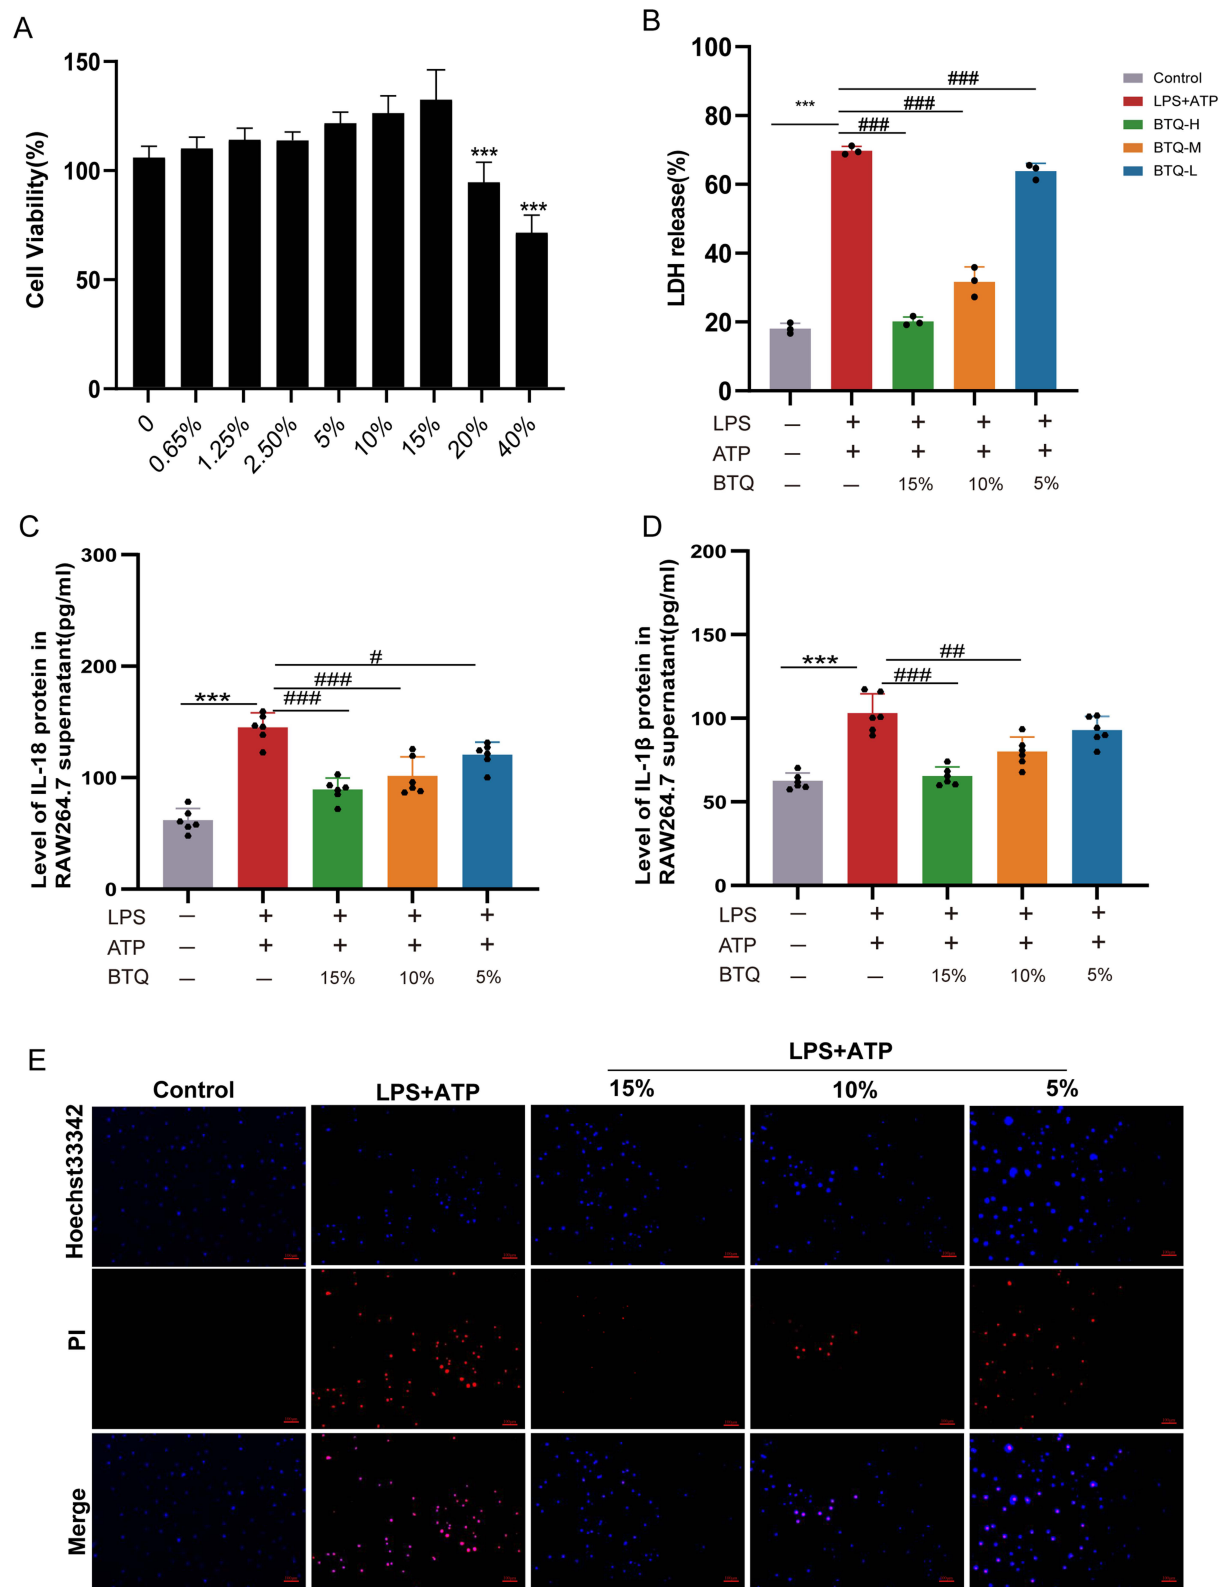 A
Cell Viability(%)
150
100
50
0
***
***
0 0.65% 1.25% 2.50% 5% 10% 15% 20% 40%
B
LDH release(%)
100
80
60
40
20
0
###
***
###
###
Control
LPS+ATP
BTQ-H
BTQ-M
BTQ-L
LPS — + + + +
ATP — + + + +
BTQ — — 15% 10% 5%
C
Level of IL-18 protein in
RAW264.7 supernatant(pg/ml)
300
200
100
0
#
###
***
###
LPS — + + + +
ATP — + + + +
BTQ — — 15% 10% 5%
D
Level of IL-1β protein in
RAW264.7 supernatant(pg/ml)
200
150
100
50
0
##
***
###
LPS — + + + +
ATP — + + + +
BTQ — — 15% 10% 5%
E
LPS+ATP
Control LPS+ATP 15% 10% 5%
Hoechst33342
PI
Merge